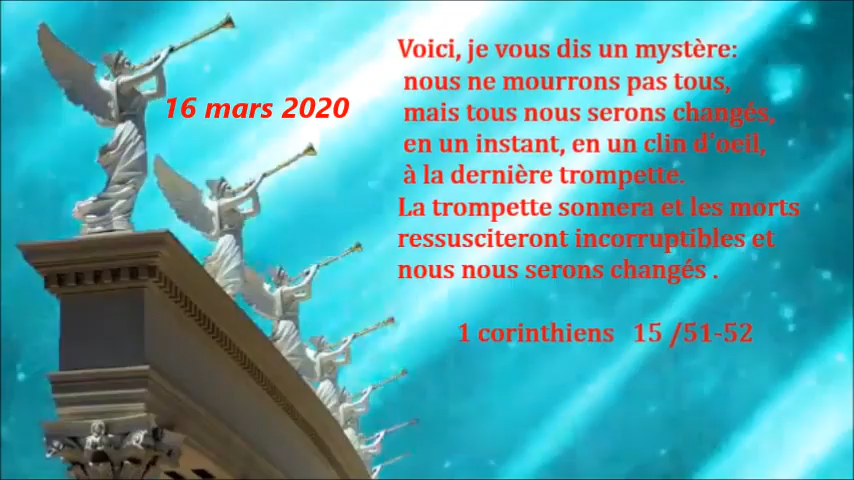 16 mars 2020
Voici, je vous dis un mystère:
nous ne mourrons pas tous,
mais tous nous serons changés,
en un instant, en un clin d'oeil,
à la dernière trompette.
La trompette sonnera et les morts
ressusciteront incorruptibles et
nous nous serons changés .
1 corinthiens 15 /51-52